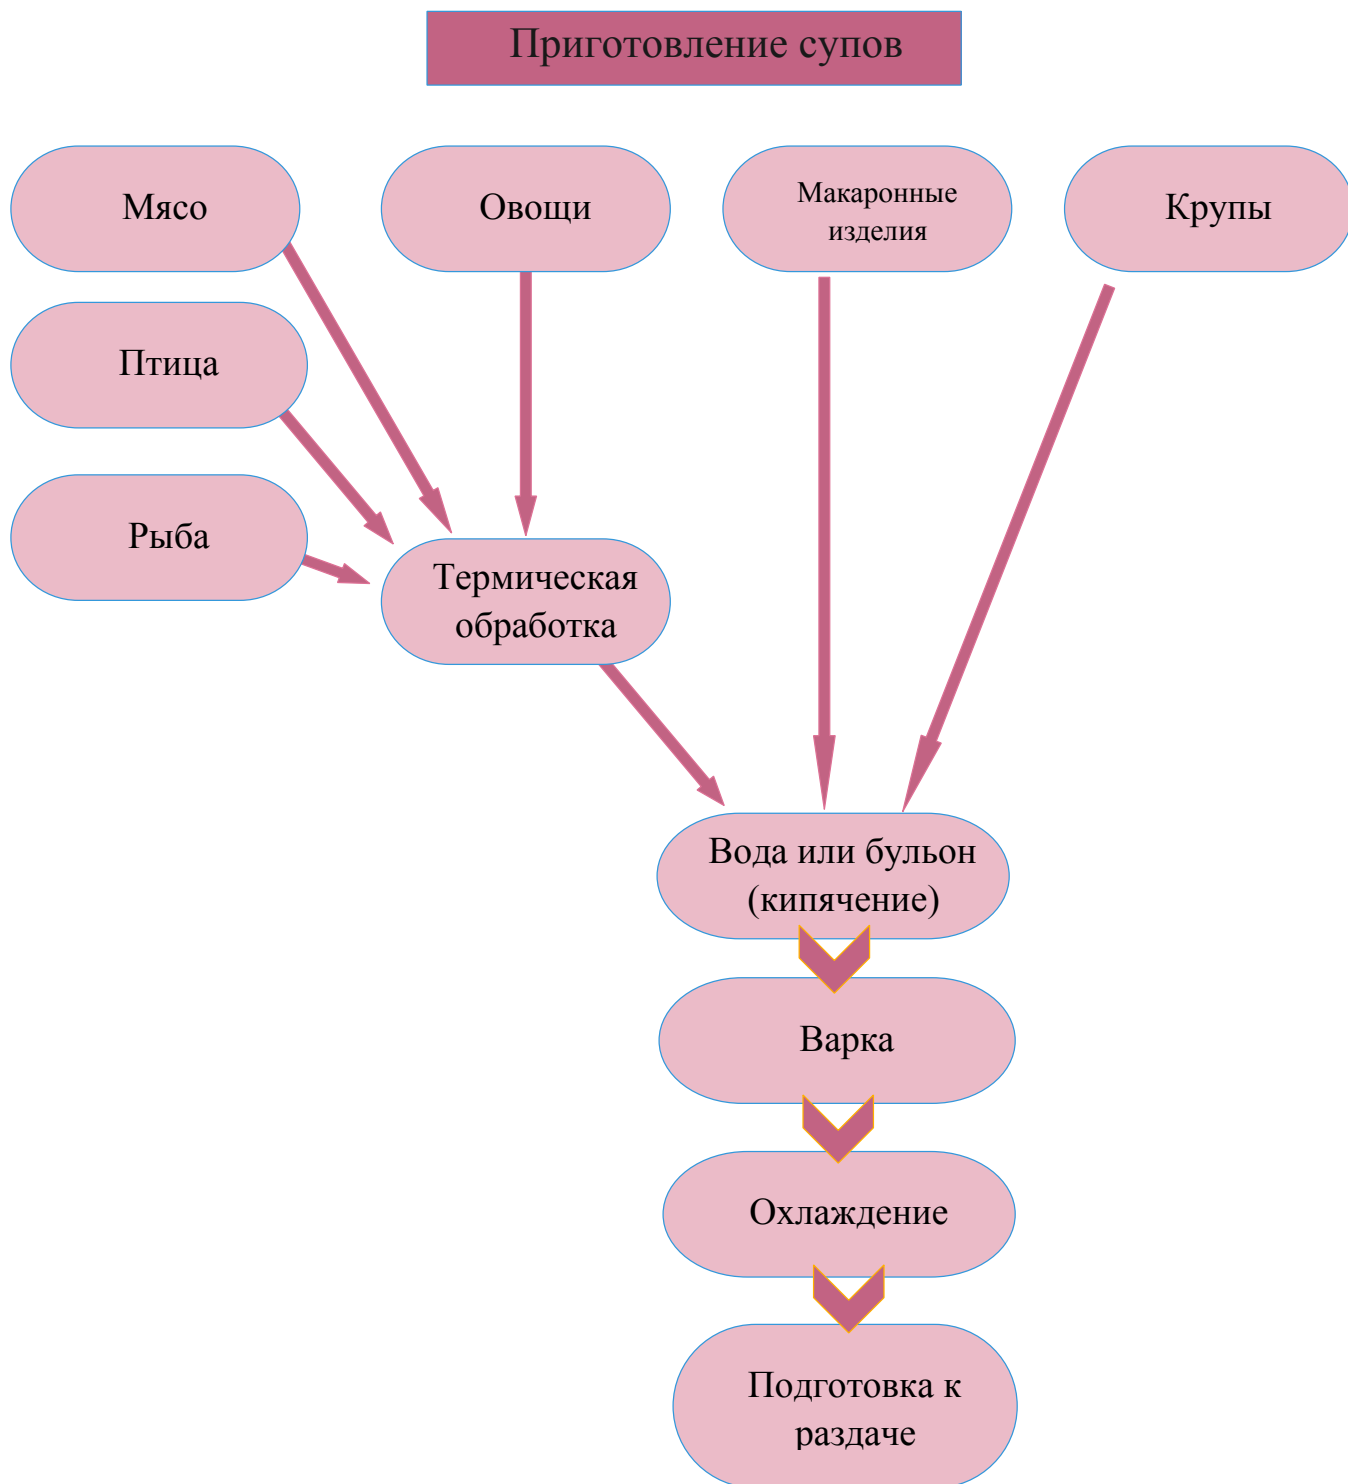 Приготовление супов
Мясо
Овощи
Макаронные
изделия
Крупы
Птица
Рыба
Термическая
обработка
Вода или бульон
(кипячение)
Варка
Охлаждение
Подготовка к
раздаче